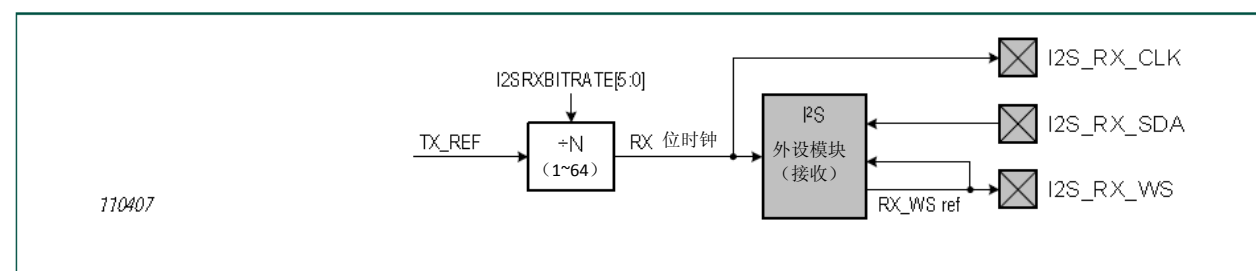 I2SRXBITRATE[5:0]
TX_REF
÷N
（1~64）
RX 位时钟
I²S
外设模块
（接收）
RX_WS ref
I2S_RX_CLK
I2S_RX_SDA
I2S_RX_WS
110407